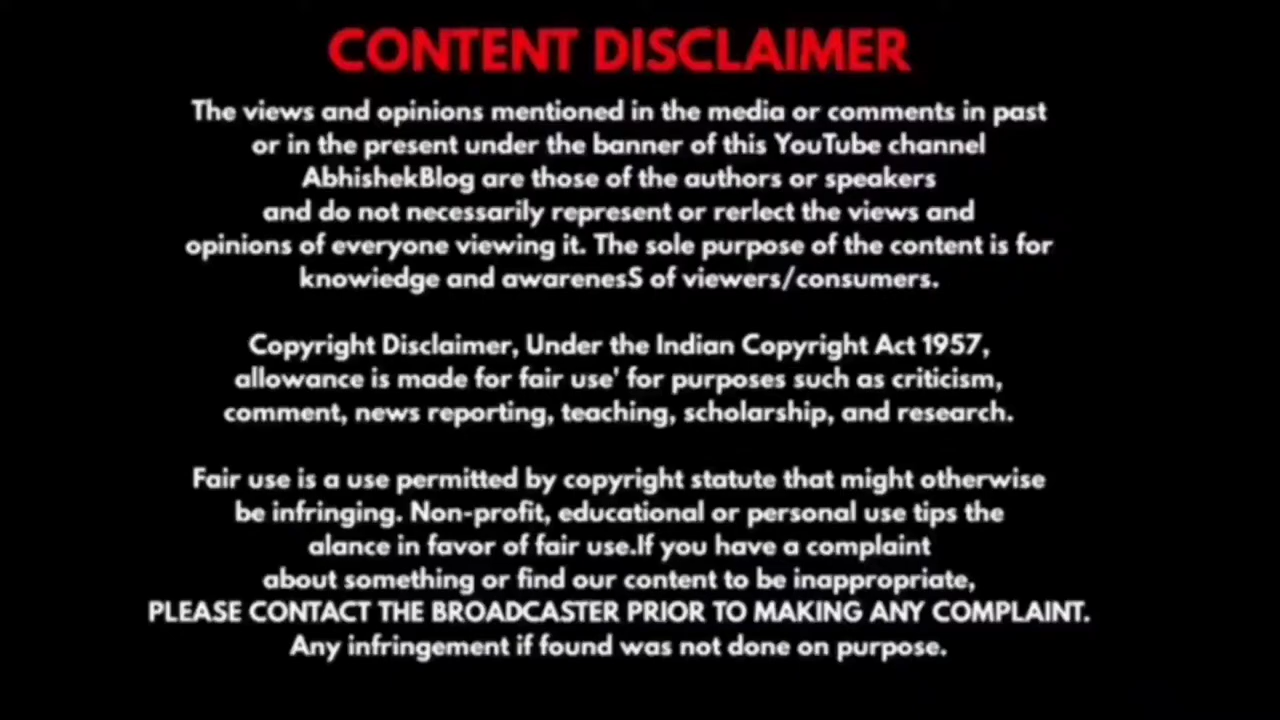 CONTENT DISCLAIMER
The views and opinions mentioned in the media or comments in past
or in the present under the banner of this YouTube channel
AbhishekBlog are those of the authors or speakers
and do not necessarily represent or rerlect the views and
opinions of everyone viewing it. The sole purpose of the content is for
knowiedge and awarenesS of viewers/consumers.
Copyright Disclaimer, Under the Indian Copyright Act 1957,
allowance is made for fair use' for purposes such as criticism,
comment, news reporting, teaching, scholarship, and research.
Fair use is a use permitted by copyright statute that might otherwise
be infringing. Non-profit, educational or personal use tips the
alance in favor of fair use.If you have a complaint
about something or find our content to be inappropriate,
PLEASE CONTACT THE BROADCASTER PRIOR TO MAKING ANY COMPLAINT.
Any infringement if found was not done on purpose.